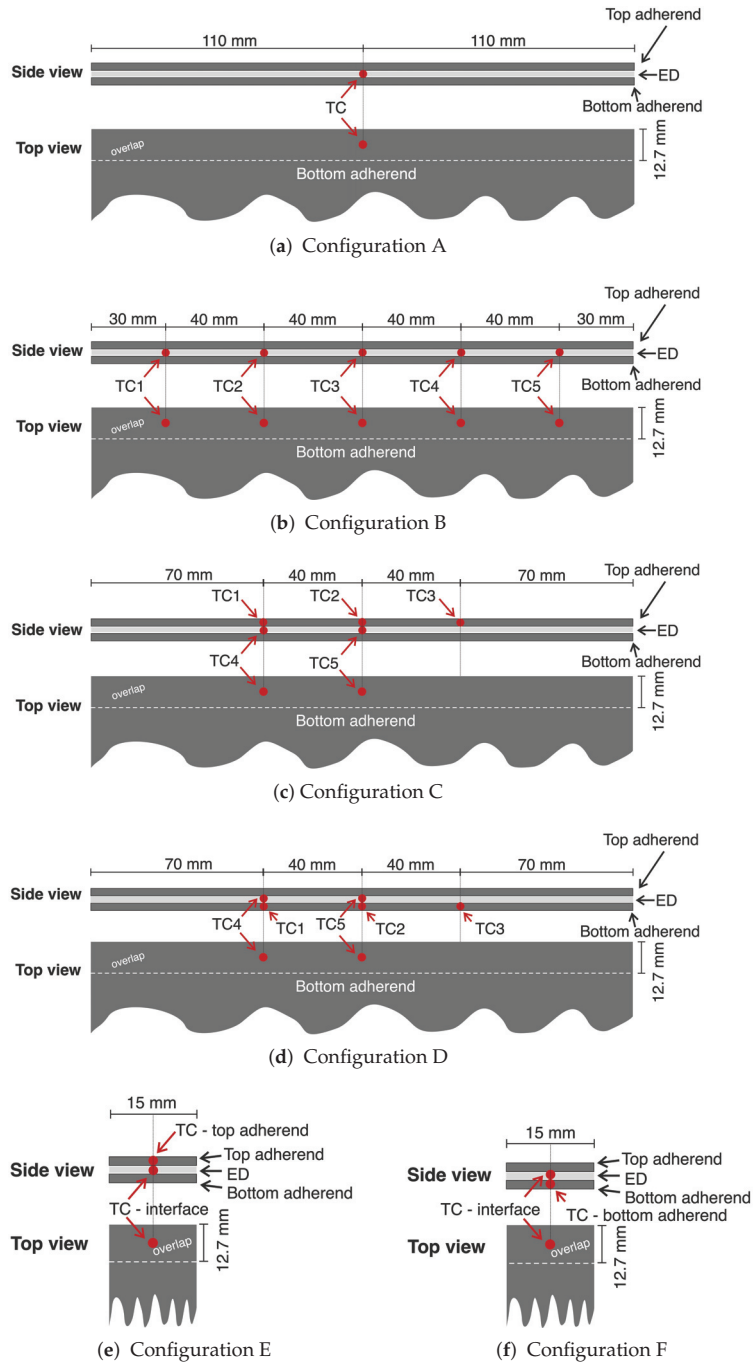 110 mm 110 mm
Top adherend
Side view
ED
Bottom adherend
TC
Top view
overlap
Bottom adherend
12.7 mm
(a) Configuration A
30 mm 40 mm 40 mm 40 mm 40 mm 30 mm
Top adherend
Side view
ED
Bottom adherend
TC1 TC2 TC3 TC4 TC5
Top view
overlap
Bottom adherend
12.7 mm
(b) Configuration B
70 mm 40 mm 40 mm 70 mm
Top adherend
TC1 TC2 TC3
Side view
ED
Bottom adherend
TC4 TC5
Top view
overlap
Bottom adherend
12.7 mm
(c) Configuration C
70 mm 40 mm 40 mm 70 mm
Top adherend
Side view
ED
Bottom adherend
TC4 TC1 TC5 TC2 TC3
Top view
overlap
Bottom adherend
12.7 mm
(d) Configuration D
15 mm
TC - top adherend
Top adherend
Side view
ED
Bottom adherend
TC - interface
Top view
overlap
12.7 mm
(e) Configuration E
15 mm
Top adherend
Side view
ED
Bottom adherend
TC - interface
TC - bottom adherend
Top view
overlap
12.7 mm
(f) Configuration F